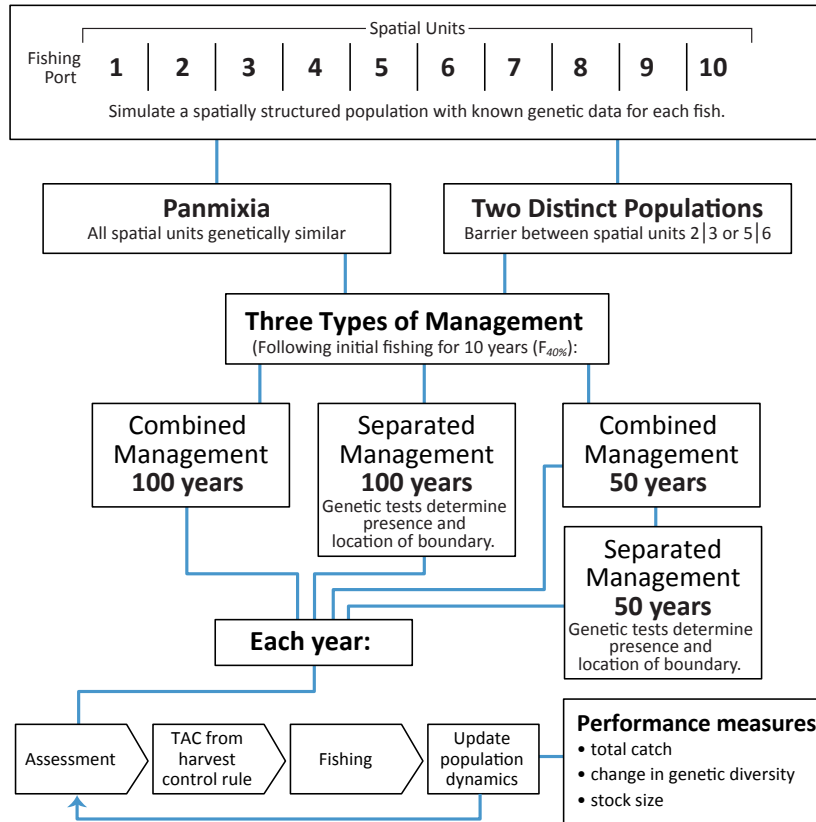 Spatial Units
Fishing Port 1 2 3 4 5 6 7 8 9 10
Simulate a spatially structured population with known genetic data for each fish.
Panmixia
All spatial units genetically similar
Two Distinct Populations
Barrier between spatial units 2|3 or 5|6
Three Types of Management
(Following initial fishing for 10 years (F40%):
Combined
Management
100 years
Separated
Management
100 years
Genetic tests determine
presence and
location of boundary.
Combined
Management
50 years
Separated
Management
50 years
Genetic tests determine
presence and
location of boundary.
Each year:
Assessment
TAC from
harvest
control rule
Fishing
Update
population
dynamics
Performance measures:
• total catch
• change in genetic diversity
• stock size